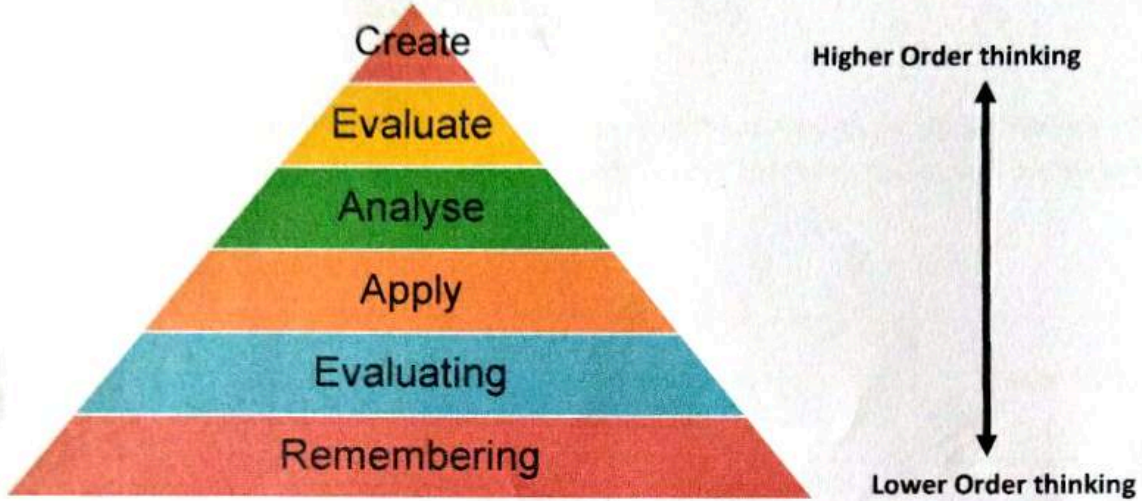 Create
Higher Order thinking
Evaluate
Analyse
Apply
Evaluating
Remembering
Lower Order thinking